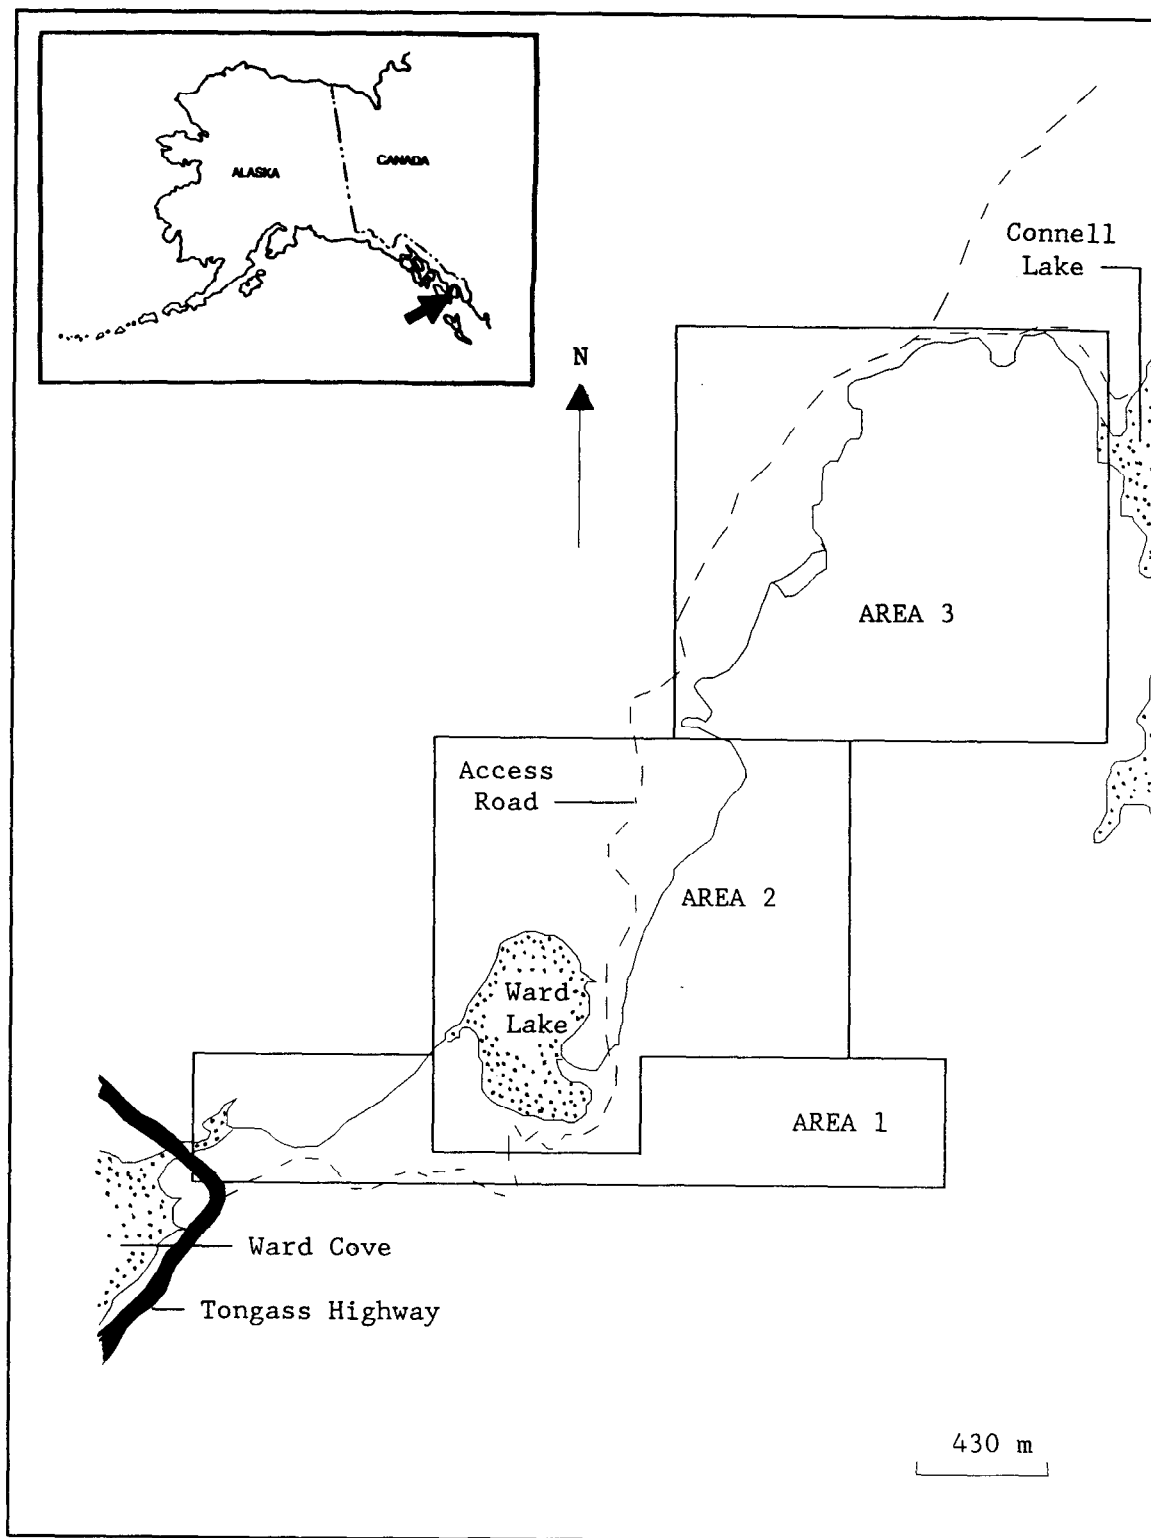 ALASKA
CANADA
N
Connell
Lake
AREA 3
Access
Road
AREA 2
Ward
Lake
AREA 1
Ward Cove
Tongass Highway
430 m